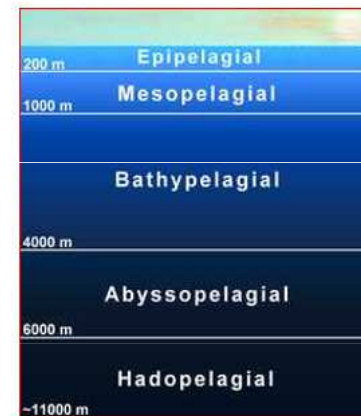 Epipelagial
200 m
Mesopelagial
1000 m
Bathypelagial
4000 m
Abyssopelagial
6000 m
Hadopelagial
~11000 m